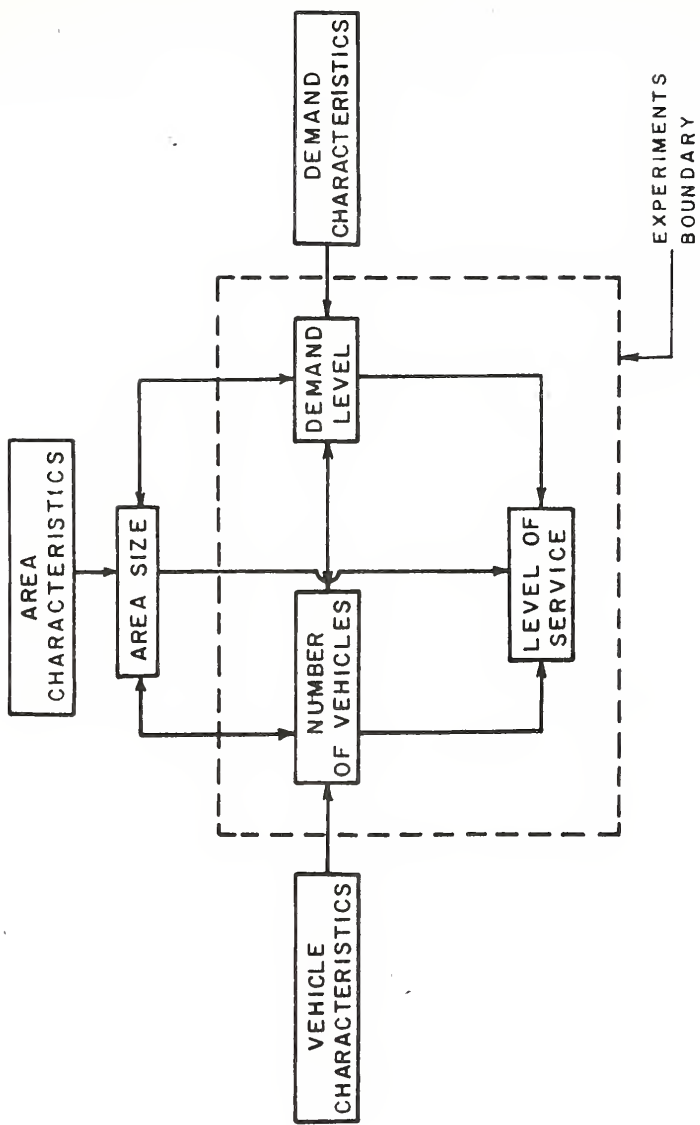 AREA
CHARACTERISTICS
AREA SIZE
VEHICLE
CHARACTERISTICS
NUMBER
OF VEHICLES
DEMAND
LEVEL
DEMAND
CHARACTERISTICS
LEVEL OF
SERVICE
EXPERIMENTS
BOUNDARY